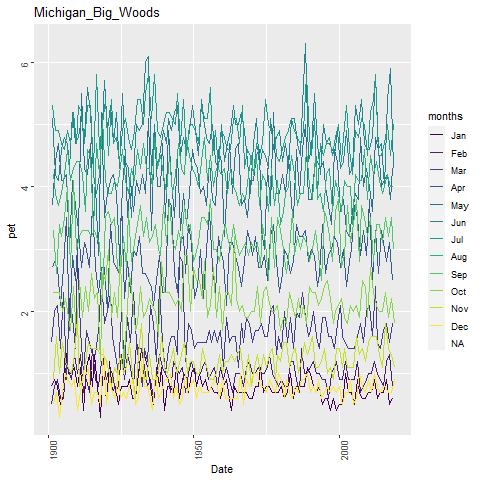 Michigan_Big_Woods
pet
6
4
2
1900
1950
2000
Date
months
Jan
Feb
Mar
Apr
May
Jun
Jul
Aug
Sep
Oct
Nov
Dec
NA